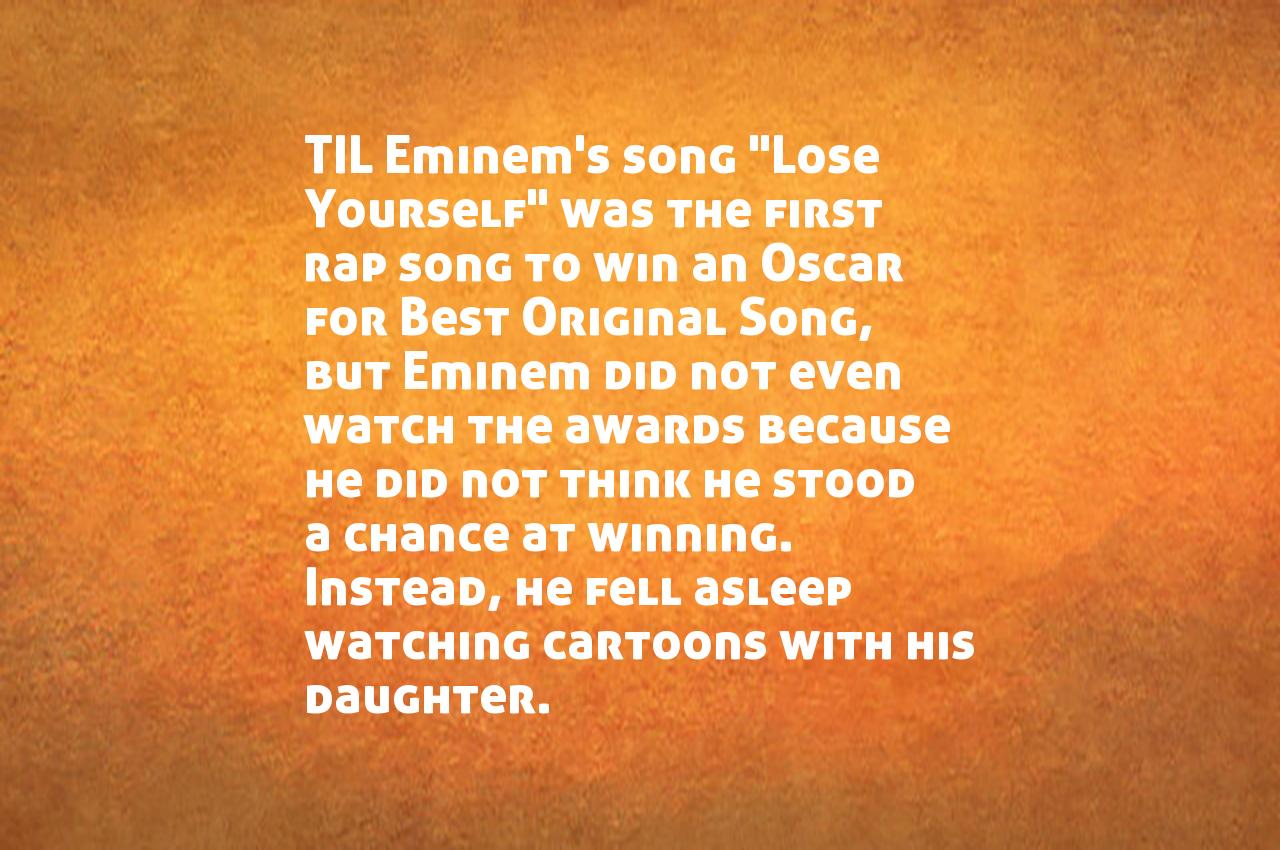 TIL Eminem's song "Lose
Yourself" was the first
rap song to win an Oscar
for Best Original Song,
but Eminem did not even
watch the awards because
he did not think he stood
a chance at winning.
Instead, he fell asleep
watching cartoons with his
daughter.